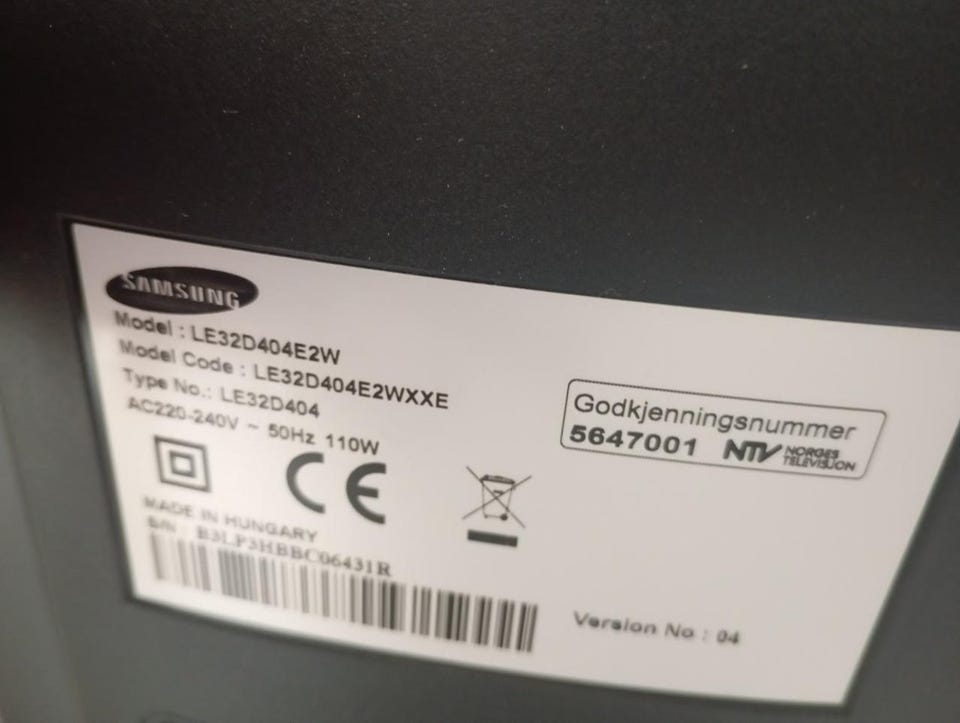 SAMSUNG
Model : LE32D404E2W
Model Code : LE32D404E2WXXE
Type No.: LE32D404
AC220-240V ~ 50Hz 110W
CE
MADE IN HUNGARY
S/N : B3LP3HBBC06431R
Godkjenningsnummer
5647001 NTV NORGES
TELEVISJON
Version No : 04